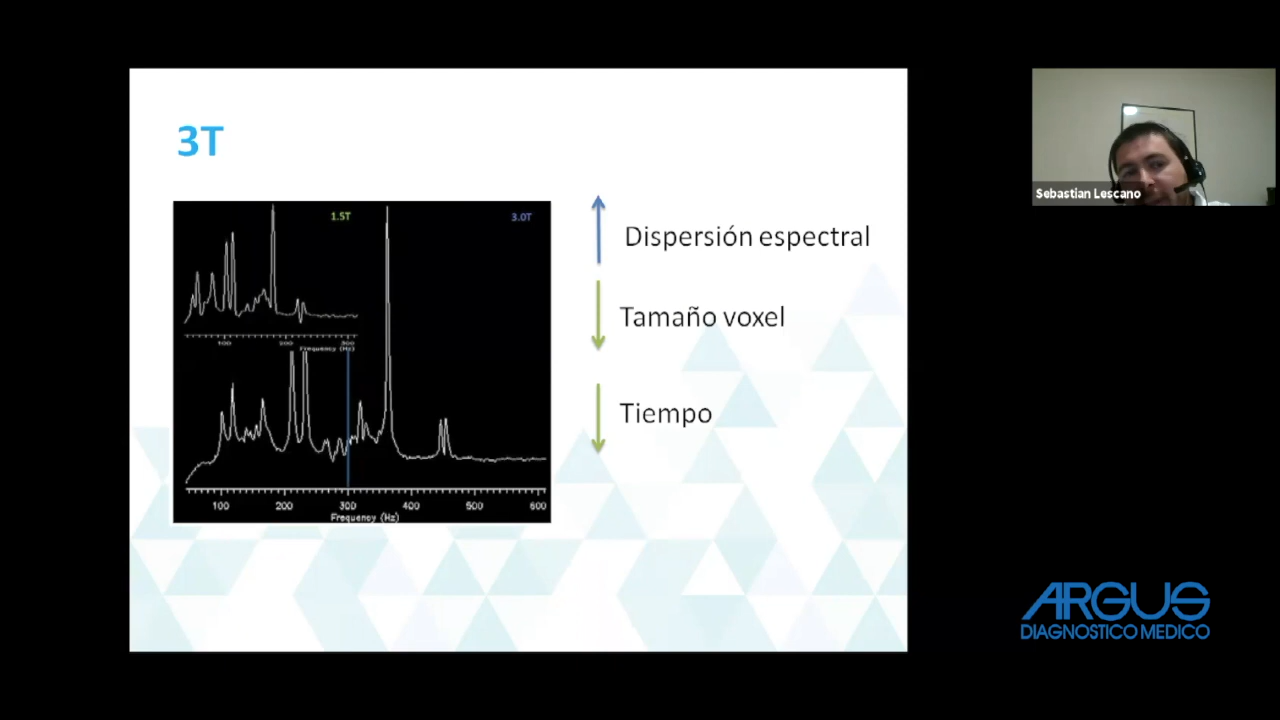 3T
1.5T
3.0T
100 200 300
Frequency (Hz)
100 200 300 400 500 600
Frequency (Hz)
Dispersión espectral
Tamaño voxel
Tiempo
Sebastian Lescano
ARGUS
DIAGNOSTICO MEDICO